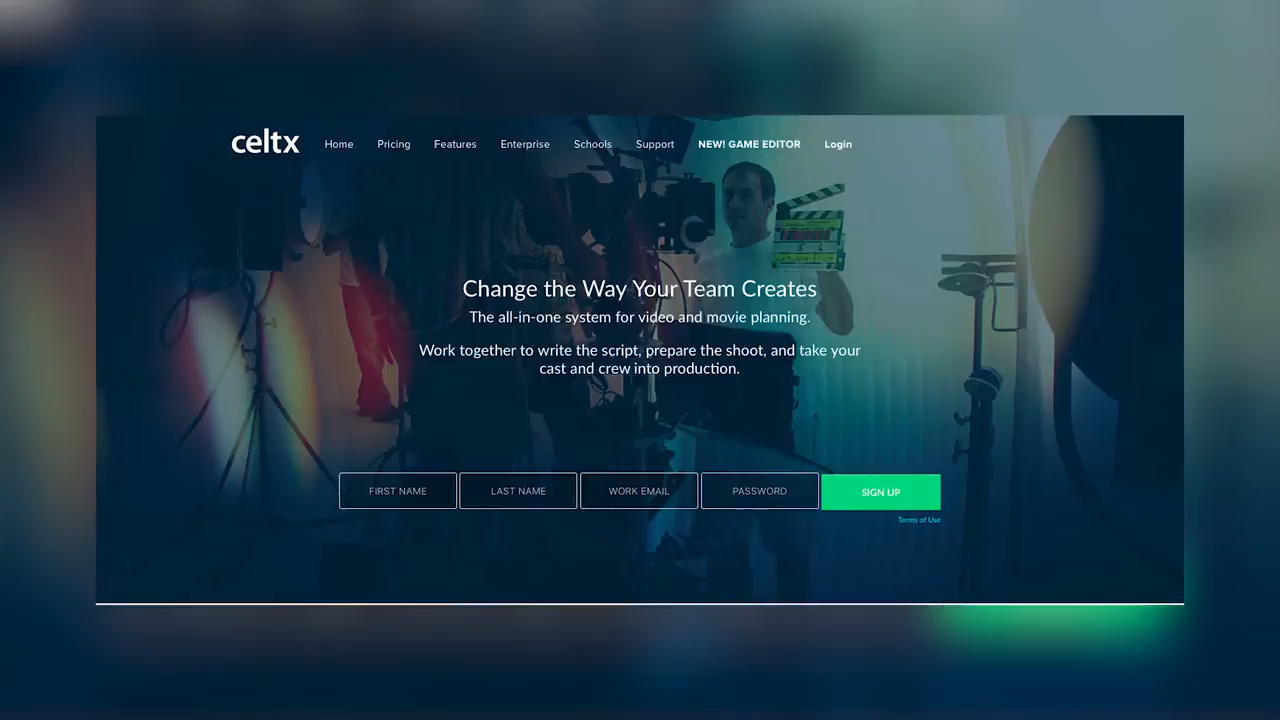 celtx Home Pricing Features Enterprise Schools Support NEW! GAME EDITOR Login
Change the Way Your Team Creates
The all-in-one system for video and movie planning.
Work together to write the script, prepare the shoot, and take your
cast and crew into production.
FIRST NAME LAST NAME WORK EMAIL PASSWORD SIGN UP
Terms of Use